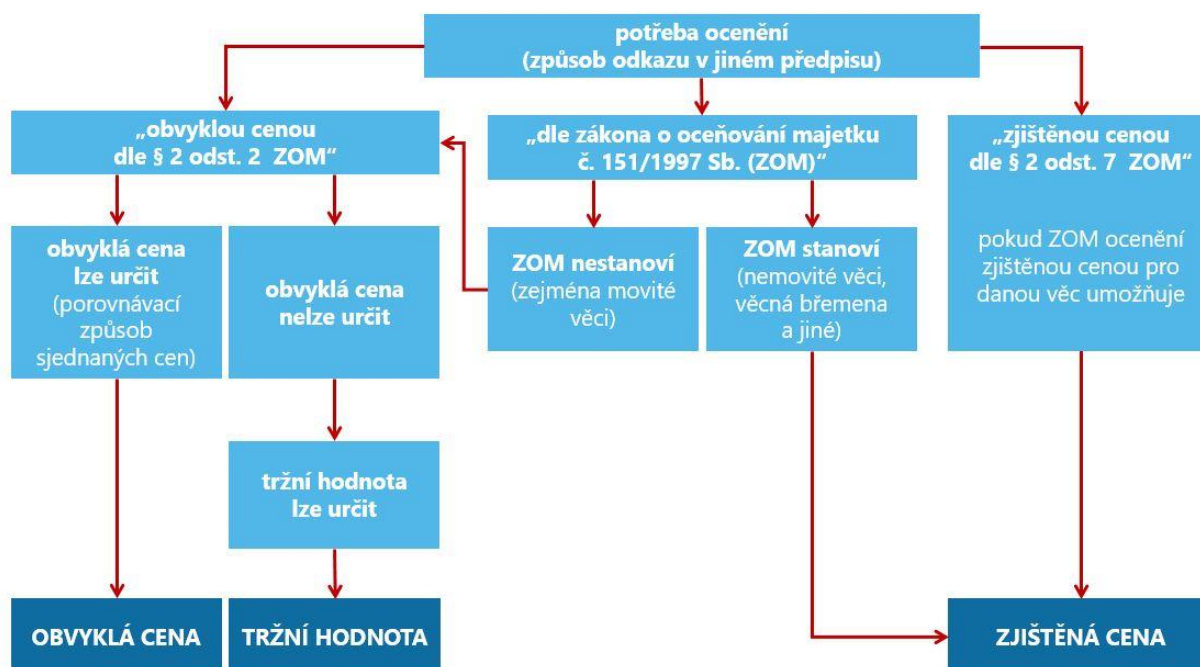 potřeba ocenění
(způsob odkazu v jiném předpisu)
„obvyklou cenou
dle § 2 odst. 2 ZOM“
„dle zákona o oceňování majetku
č. 151/1997 Sb. (ZOM)“
„zjištěnou cenou
dle § 2 odst. 7 ZOM“
pokud ZOM ocenění
zjištěnou cenou pro
danou věc umožňuje
obvyklá cena
lze určit
(porovnávací
způsob
sjednaných cen)
obvyklá cena
nelze určit
ZOM nestanoví
(zejména movité
věci)
ZOM stanoví
(nemovité věci,
věcná břemena
a jiné)
tržní hodnota
lze určit
OBVYKLÁ CENA
TRŽNÍ HODNOTA
ZJIŠTĚNÁ CENA